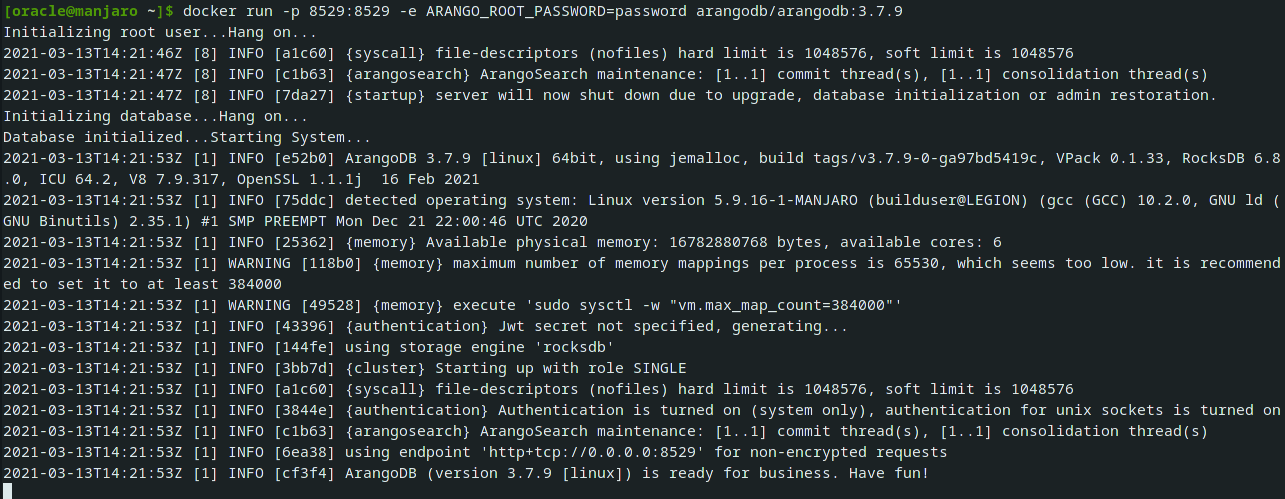 [oracle@manjaro ~]$ docker run -p 8529:8529 -e ARANGO_ROOT_PASSWORD=password arangodb/arangodb:3.7.9
Initializing root user...Hang on...
2021-03-13T14:21:46Z [8] INFO [a1c60] {syscall} file-descriptors (nofiles) hard limit is 1048576, soft limit is 1048576
2021-03-13T14:21:47Z [8] INFO [c1b63] {arangosearch} ArangoSearch maintenance: [1..1] commit thread(s), [1..1] consolidation thread(s)
2021-03-13T14:21:47Z [8] INFO [7da27] {startup} server will now shut down due to upgrade, database initialization or admin restoration.
Initializing database...Hang on...
Database initialized...Starting System...
2021-03-13T14:21:53Z [1] INFO [e52b0] ArangoDB 3.7.9 [linux] 64bit, using jemalloc, build tags/v3.7.9-0-ga97bd5419c, VPack 0.1.33, RocksDB 6.8
.0, ICU 64.2, V8 7.9.317, OpenSSL 1.1.1j  16 Feb 2021
2021-03-13T14:21:53Z [1] INFO [75ddc] detected operating system: Linux version 5.9.16-1-MANJARO (builduser@LEGION) (gcc (GCC) 10.2.0, GNU ld (
GNU Binutils) 2.35.1) #1 SMP PREEMPT Mon Dec 21 22:00:46 UTC 2020
2021-03-13T14:21:53Z [1] INFO [25362] {memory} Available physical memory: 16782880768 bytes, available cores: 6
2021-03-13T14:21:53Z [1] WARNING [118b0] {memory} maximum number of memory mappings per process is 65530, which seems too low. it is recommend
ed to set it to at least 384000
2021-03-13T14:21:53Z [1] WARNING [49528] {memory} execute 'sudo sysctl -w "vm.max_map_count=384000"'
2021-03-13T14:21:53Z [1] INFO [43396] {authentication} Jwt secret not specified, generating...
2021-03-13T14:21:53Z [1] INFO [144fe] using storage engine 'rocksdb'
2021-03-13T14:21:53Z [1] INFO [3bb7d] {cluster} Starting up with role SINGLE
2021-03-13T14:21:53Z [1] INFO [a1c60] {syscall} file-descriptors (nofiles) hard limit is 1048576, soft limit is 1048576
2021-03-13T14:21:53Z [1] INFO [3844e] {authentication} Authentication is turned on (system only), authentication for unix sockets is turned on
2021-03-13T14:21:53Z [1] INFO [c1b63] {arangosearch} ArangoSearch maintenance: [1..1] commit thread(s), [1..1] consolidation thread(s)
2021-03-13T14:21:53Z [1] INFO [6ea38] using endpoint 'http+tcp://0.0.0.0:8529' for non-encrypted requests
2021-03-13T14:21:53Z [1] INFO [cf3f4] ArangoDB (version 3.7.9 [linux]) is ready for business. Have fun!